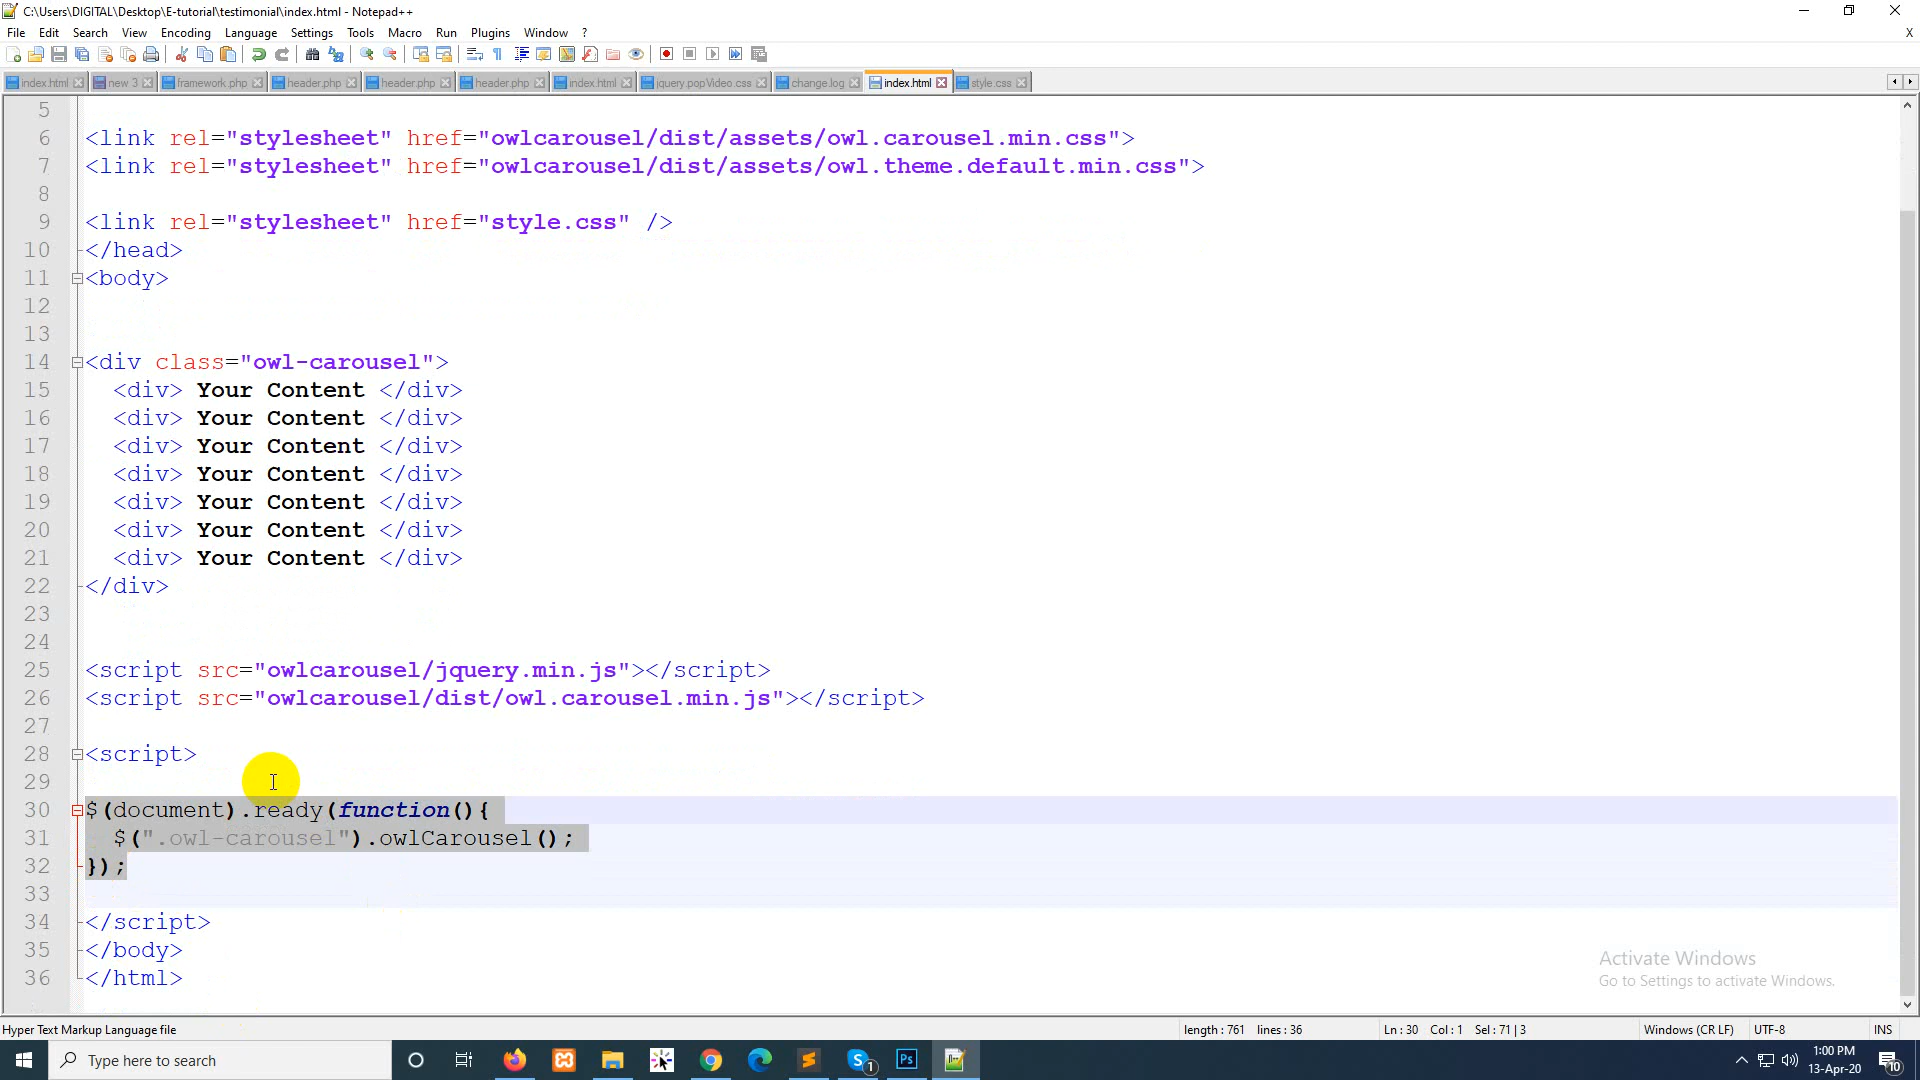 C:\Users\DIGITAL\Desktop\E-tutorial\testimonial\index.html - Notepad++
File Edit Search View Encoding Language Settings Tools Macro Run Plugins Window ? X
index.html new 3 framework.php header.php header.php header.php index.html jquery.popVideo.css change.log index.html style.css
5
6 <link rel="stylesheet" href="owlcarousel/dist/assets/owl.carousel.min.css">
7 <link rel="stylesheet" href="owlcarousel/dist/assets/owl.theme.default.min.css">
8
9 <link rel="stylesheet" href="style.css" />
10 </head>
11 <body>
12
13
14 <div class="owl-carousel">
15 <div> Your Content </div>
16 <div> Your Content </div>
17 <div> Your Content </div>
18 <div> Your Content </div>
19 <div> Your Content </div>
20 <div> Your Content </div>
21 <div> Your Content </div>
22 </div>
23
24
25 <script src="owlcarousel/jquery.min.js"></script>
26 <script src="owlcarousel/dist/owl.carousel.min.js"></script>
27
28 <script>
29
30 $(document).ready(function(){
31 $(".owl-carousel").owlCarousel();
32 });
33
34 </script>
35 </body>
36 </html>
Activate Windows
Go to Settings to activate Windows.
Hyper Text Markup Language file length : 761 lines : 36 Ln : 30 Col : 1 Sel : 71 | 3 Windows (CR LF) UTF-8 INS
Type here to search 1 Ps 1:00 PM
13-Apr-20 10